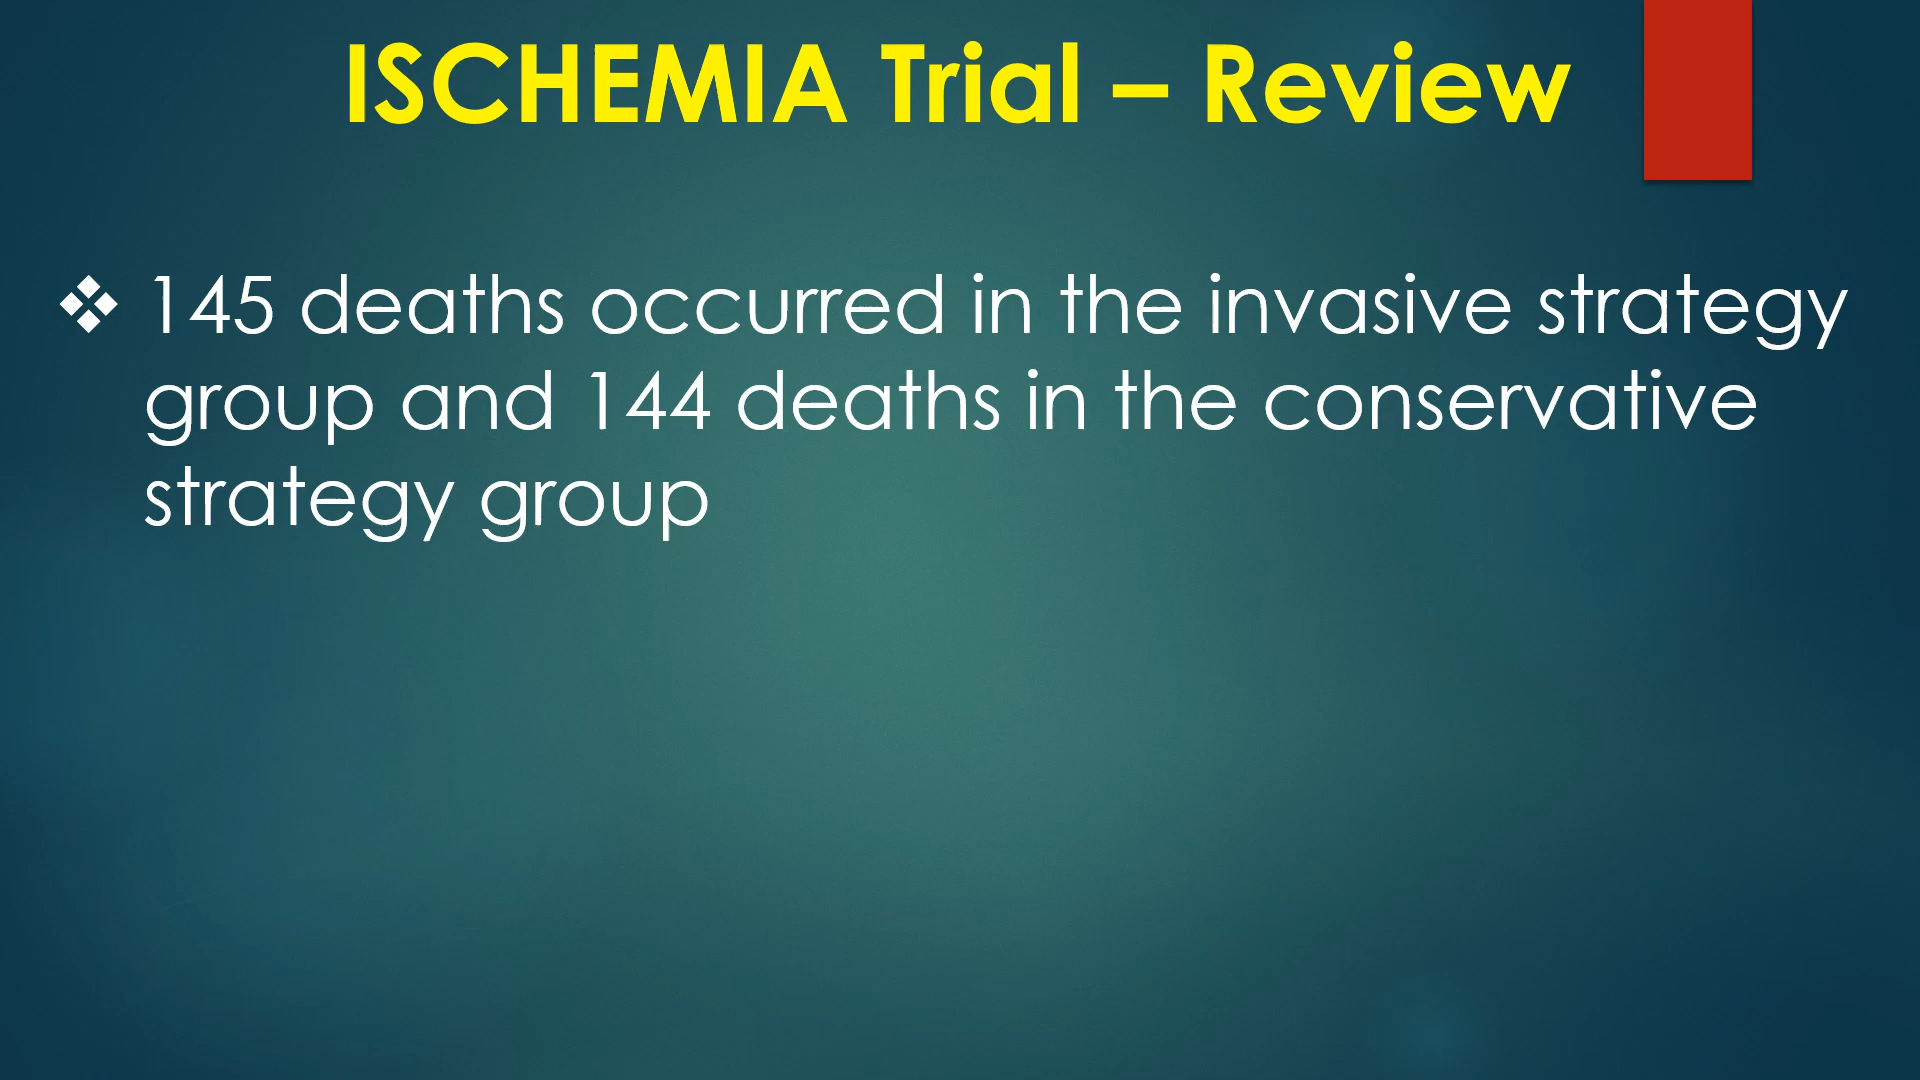 ISCHEMIA Trial – Review
❖ 145 deaths occurred in the invasive strategy
group and 144 deaths in the conservative
strategy group